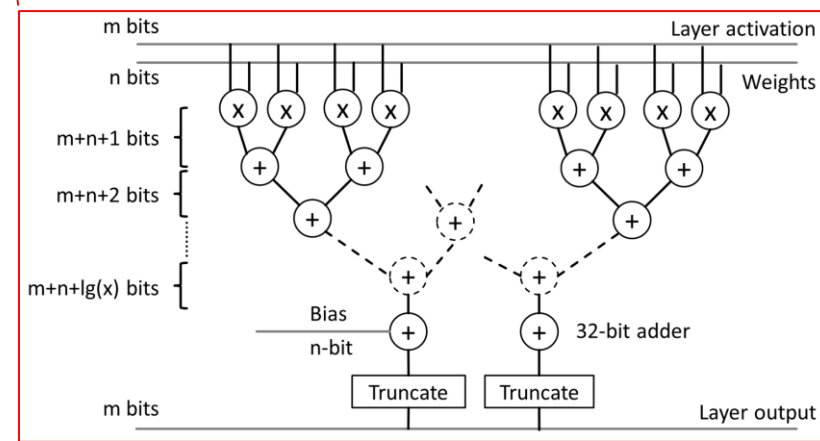 m bits
Layer activation
n bits
Weights
x x x x x x x x
m+n+1 bits
+ + + +
m+n+2 bits
+ + +
m+n+lg(x) bits
+ +
Bias
n-bit
+ +
32-bit adder
Truncate Truncate
m bits
Layer output